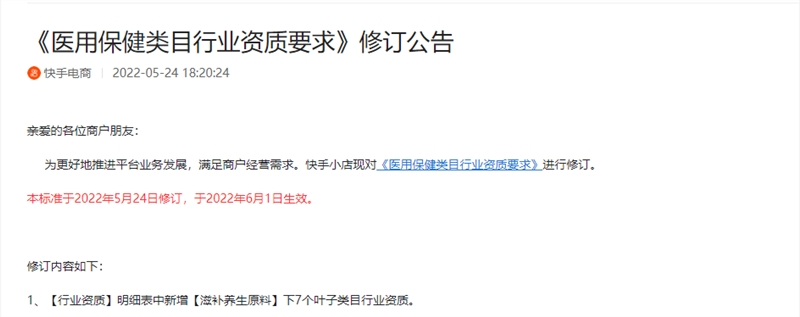 《医用保健类目行业资质要求》修订公告
快手电商 2022-05-24 18:20:24
亲爱的各位商户朋友：
为更好地推进平台业务发展，满足商户经营需求。快手小店现对《医用保健类目行业资质要求》进行修订。
本标准于2022年5月24日修订，于2022年6月1日生效。
修订内容如下：
1、【行业资质】明细表中新增【滋补养生原料】下7个叶子类目行业资质。